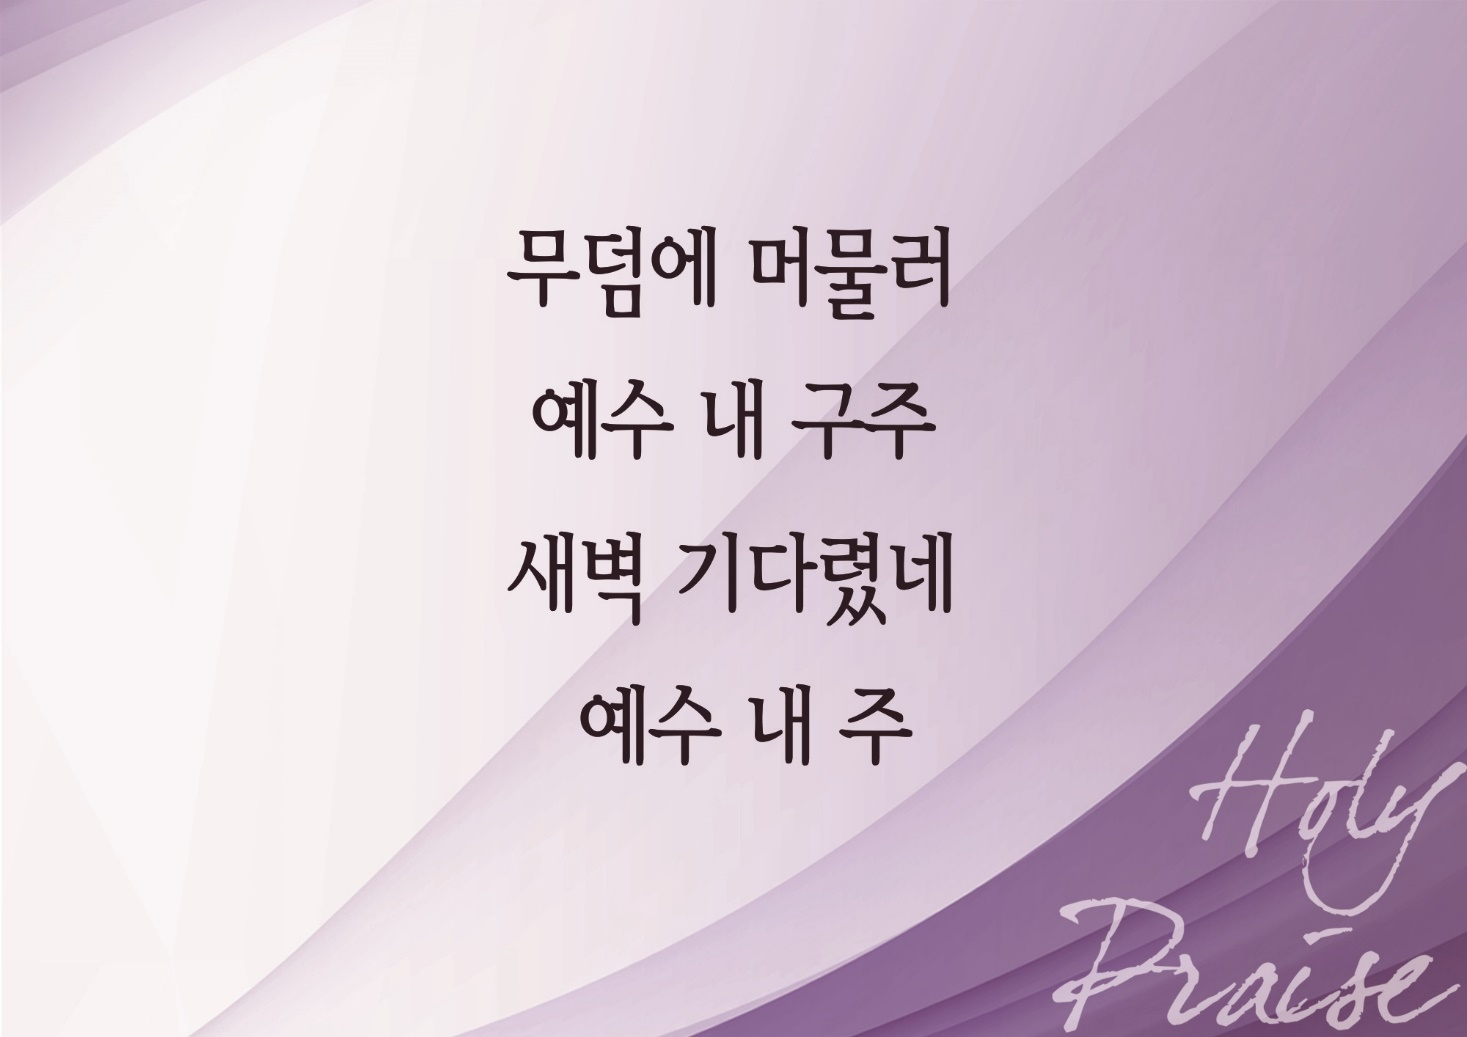 무덤에 머물러
예수 내 구주
새벽 기다렸네
예수 내 주
Holy
Praise